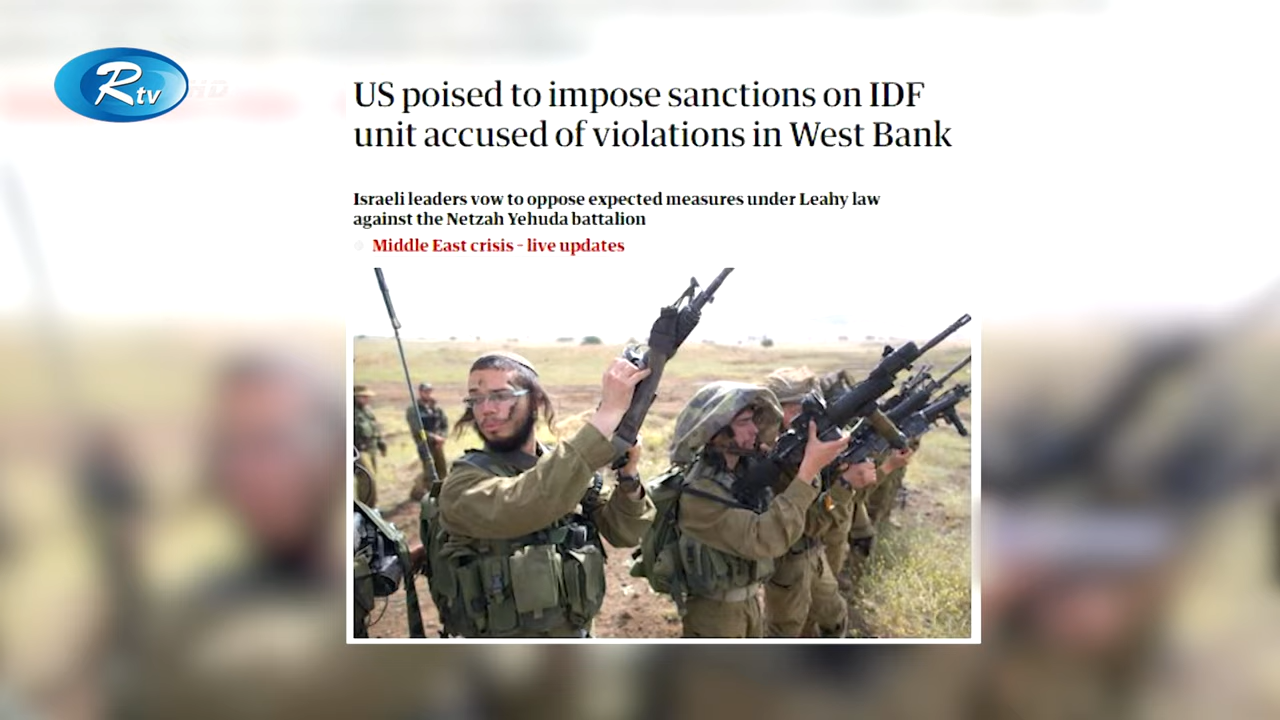 Rtv HD
US poised to impose sanctions on IDF
unit accused of violations in West Bank
Israeli leaders vow to oppose expected measures under Leahy law
against the Netzah Yehuda battalion
Middle East crisis – live updates